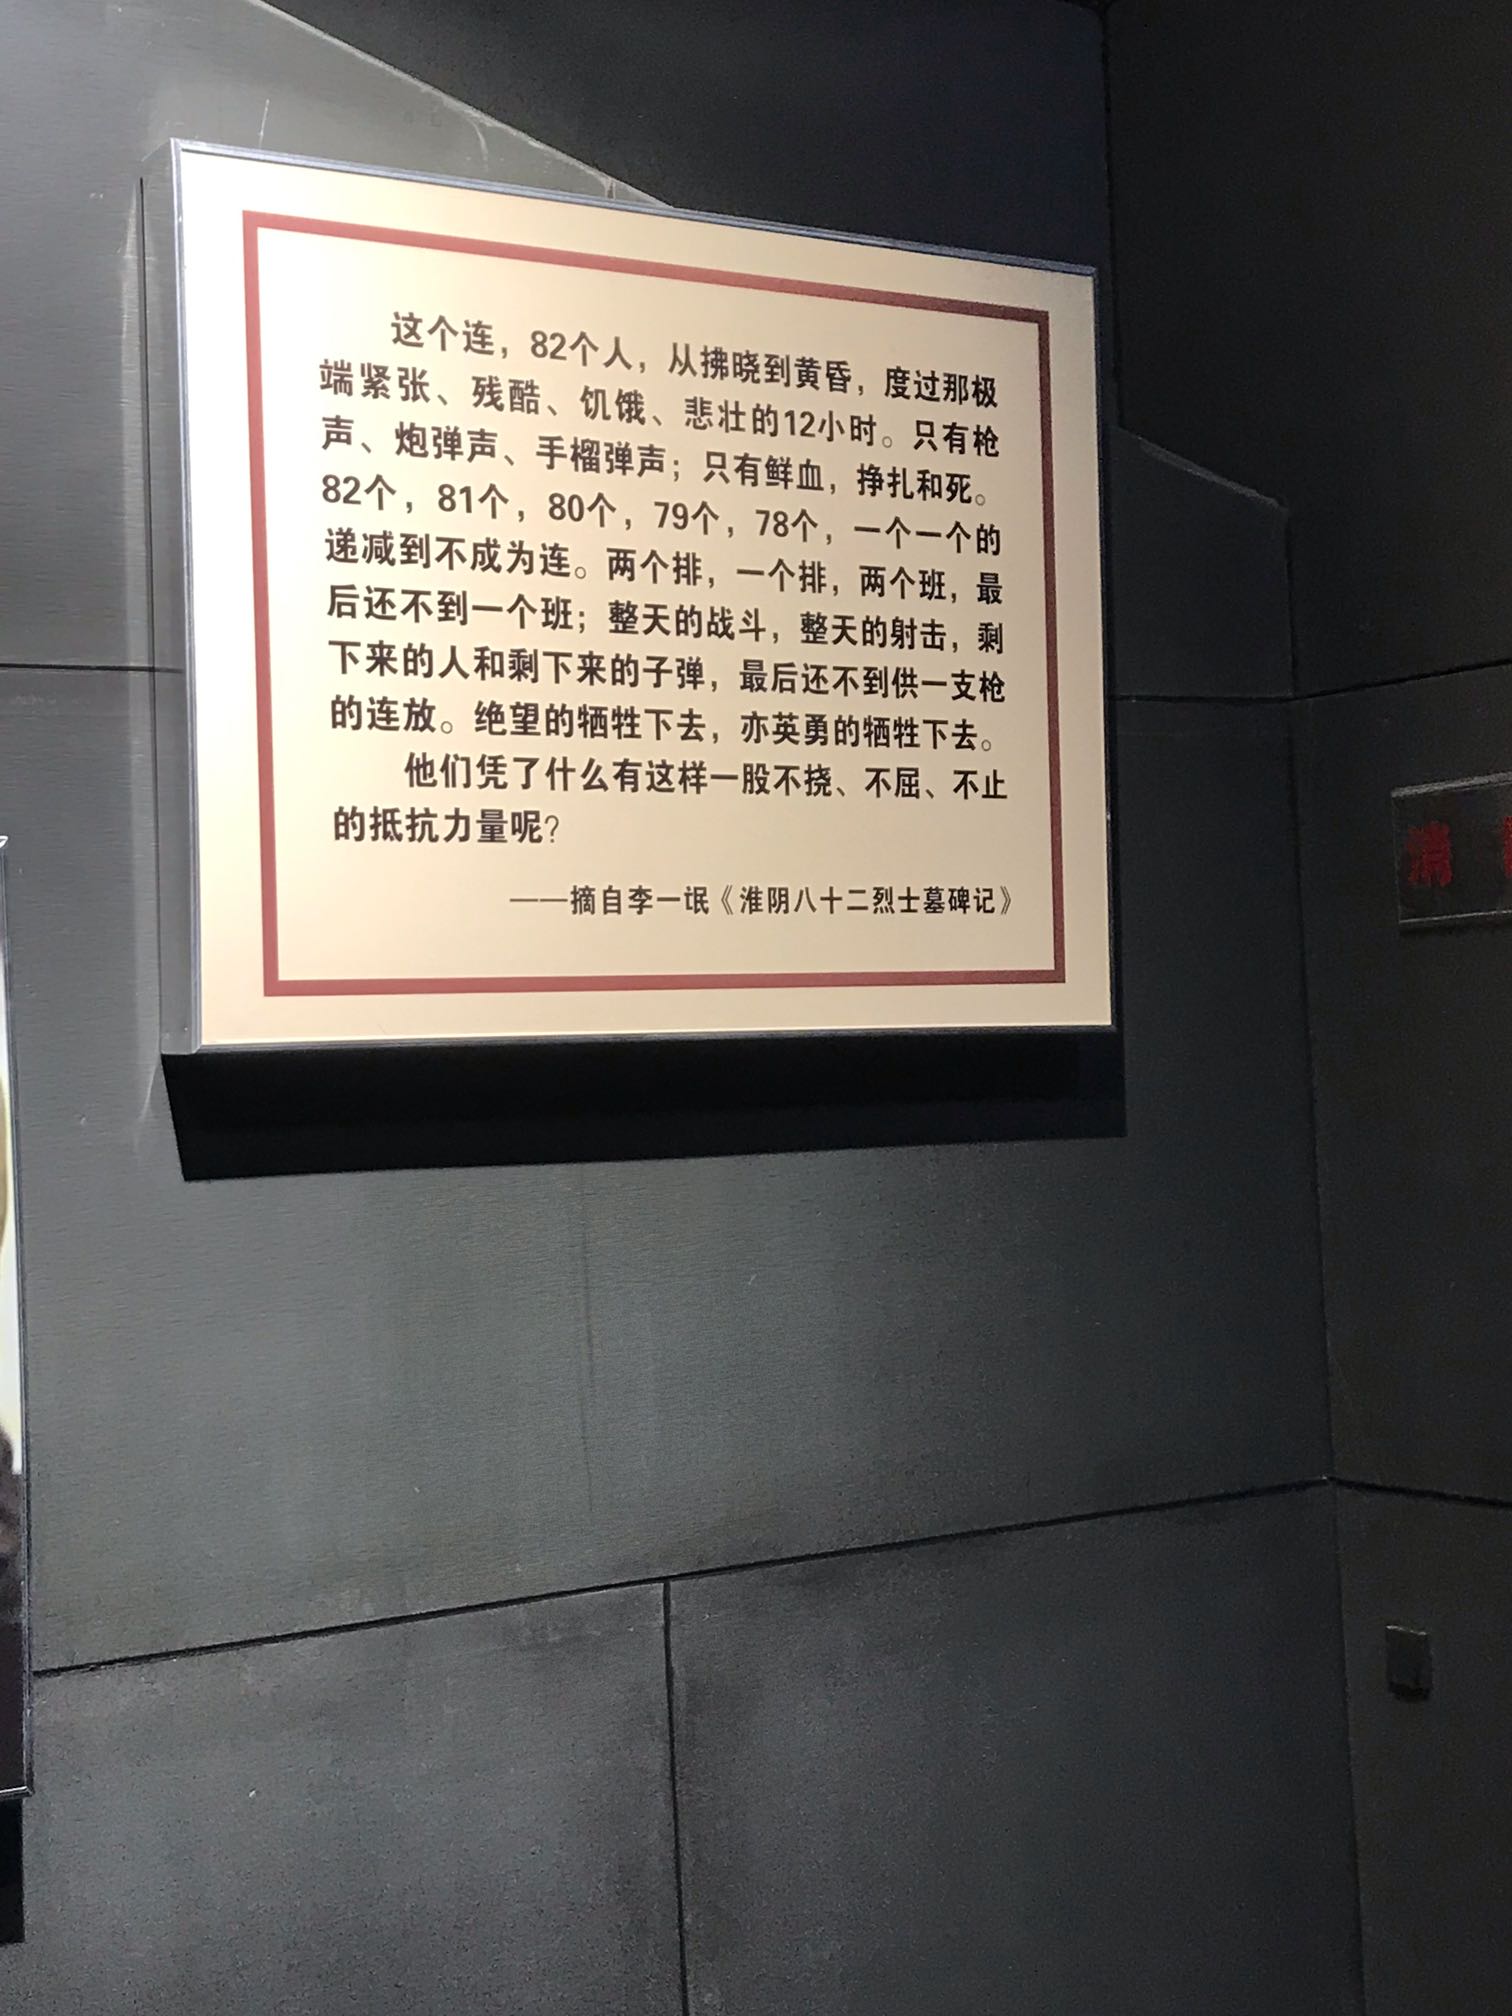 这个连，82个人，从拂晓到黄昏，度过那极
端紧张、残酷、饥饿、悲壮的12小时。只有枪
声、炮弹声、手榴弹声；只有鲜血，挣扎和死。
82个，81个，80个，79个，78个，一个一个的
递减到不成为连。两个排，一个排，两个班，最
后还不到一个班；整天的战斗，整天的射击，剩
下来的人和剩下来的子弹，最后还不到供一支枪
的连放。绝望的牺牲下去，亦英勇的牺牲下去。
他们凭了什么有这样一股不挠、不屈、不止
的抵抗力量呢?
——摘自李一氓《淮阴八十二烈士墓碑记》
消